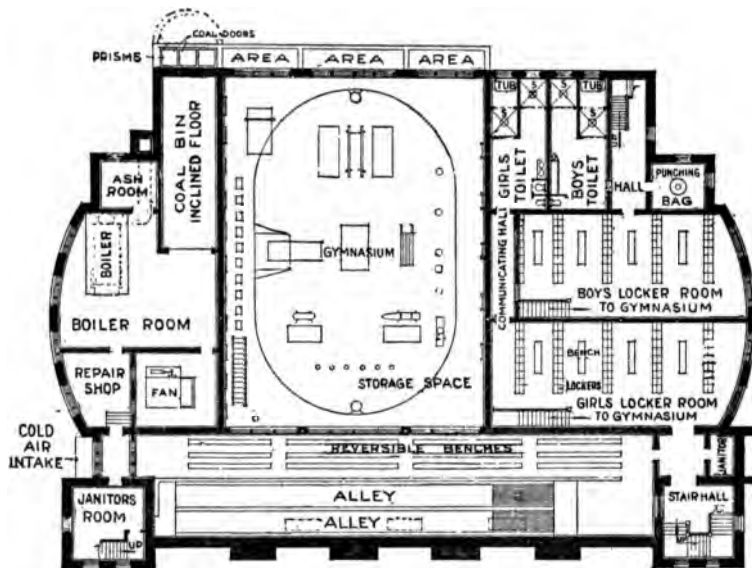 COAL DOORS
PRISMS
AREA
AREA
AREA
COAL BIN
INCLINED FLOOR
ASH
ROOM
BOILER
BOILER ROOM
REPAIR
SHOP
FAN
COLD
AIR
INTAKE
JANITORS
ROOM
UP
GYMNASIUM
STORAGE SPACE
TUB
S
S
S
TUB
S
GIRLS
TOILET
BOYS
TOILET
UP
HALL
PUNCHING
BAG
COMMUNICATING HALL
BOYS LOCKER ROOM
TO GYMNASIUM
BENCH
LOCKERS
GIRLS LOCKER ROOM
TO GYMNASIUM
REVERSIBLE BENCHES
ALLEY
ALLEY
JANITOR
STAIR HALL